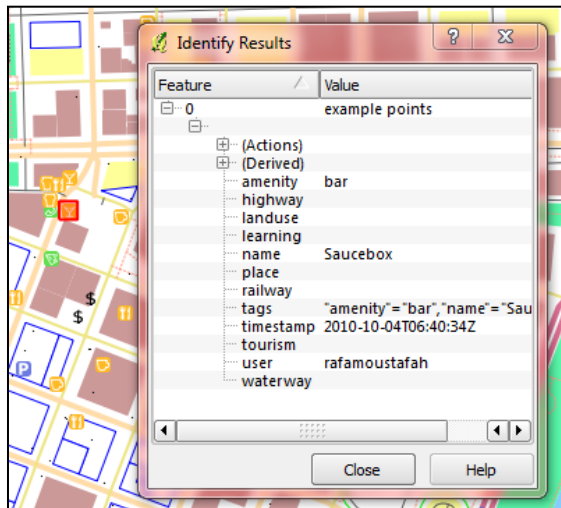 Identify Results
Feature Value
0 example points
(Actions)
(Derived)
amenity bar
highway
landuse
learning
name Saucebox
place
railway
tags "amenity"="bar","name"="Sau
timestamp 2010-10-04T06:40:34Z
tourism
user rafamoustafah
waterway
$
$
P
Close Help